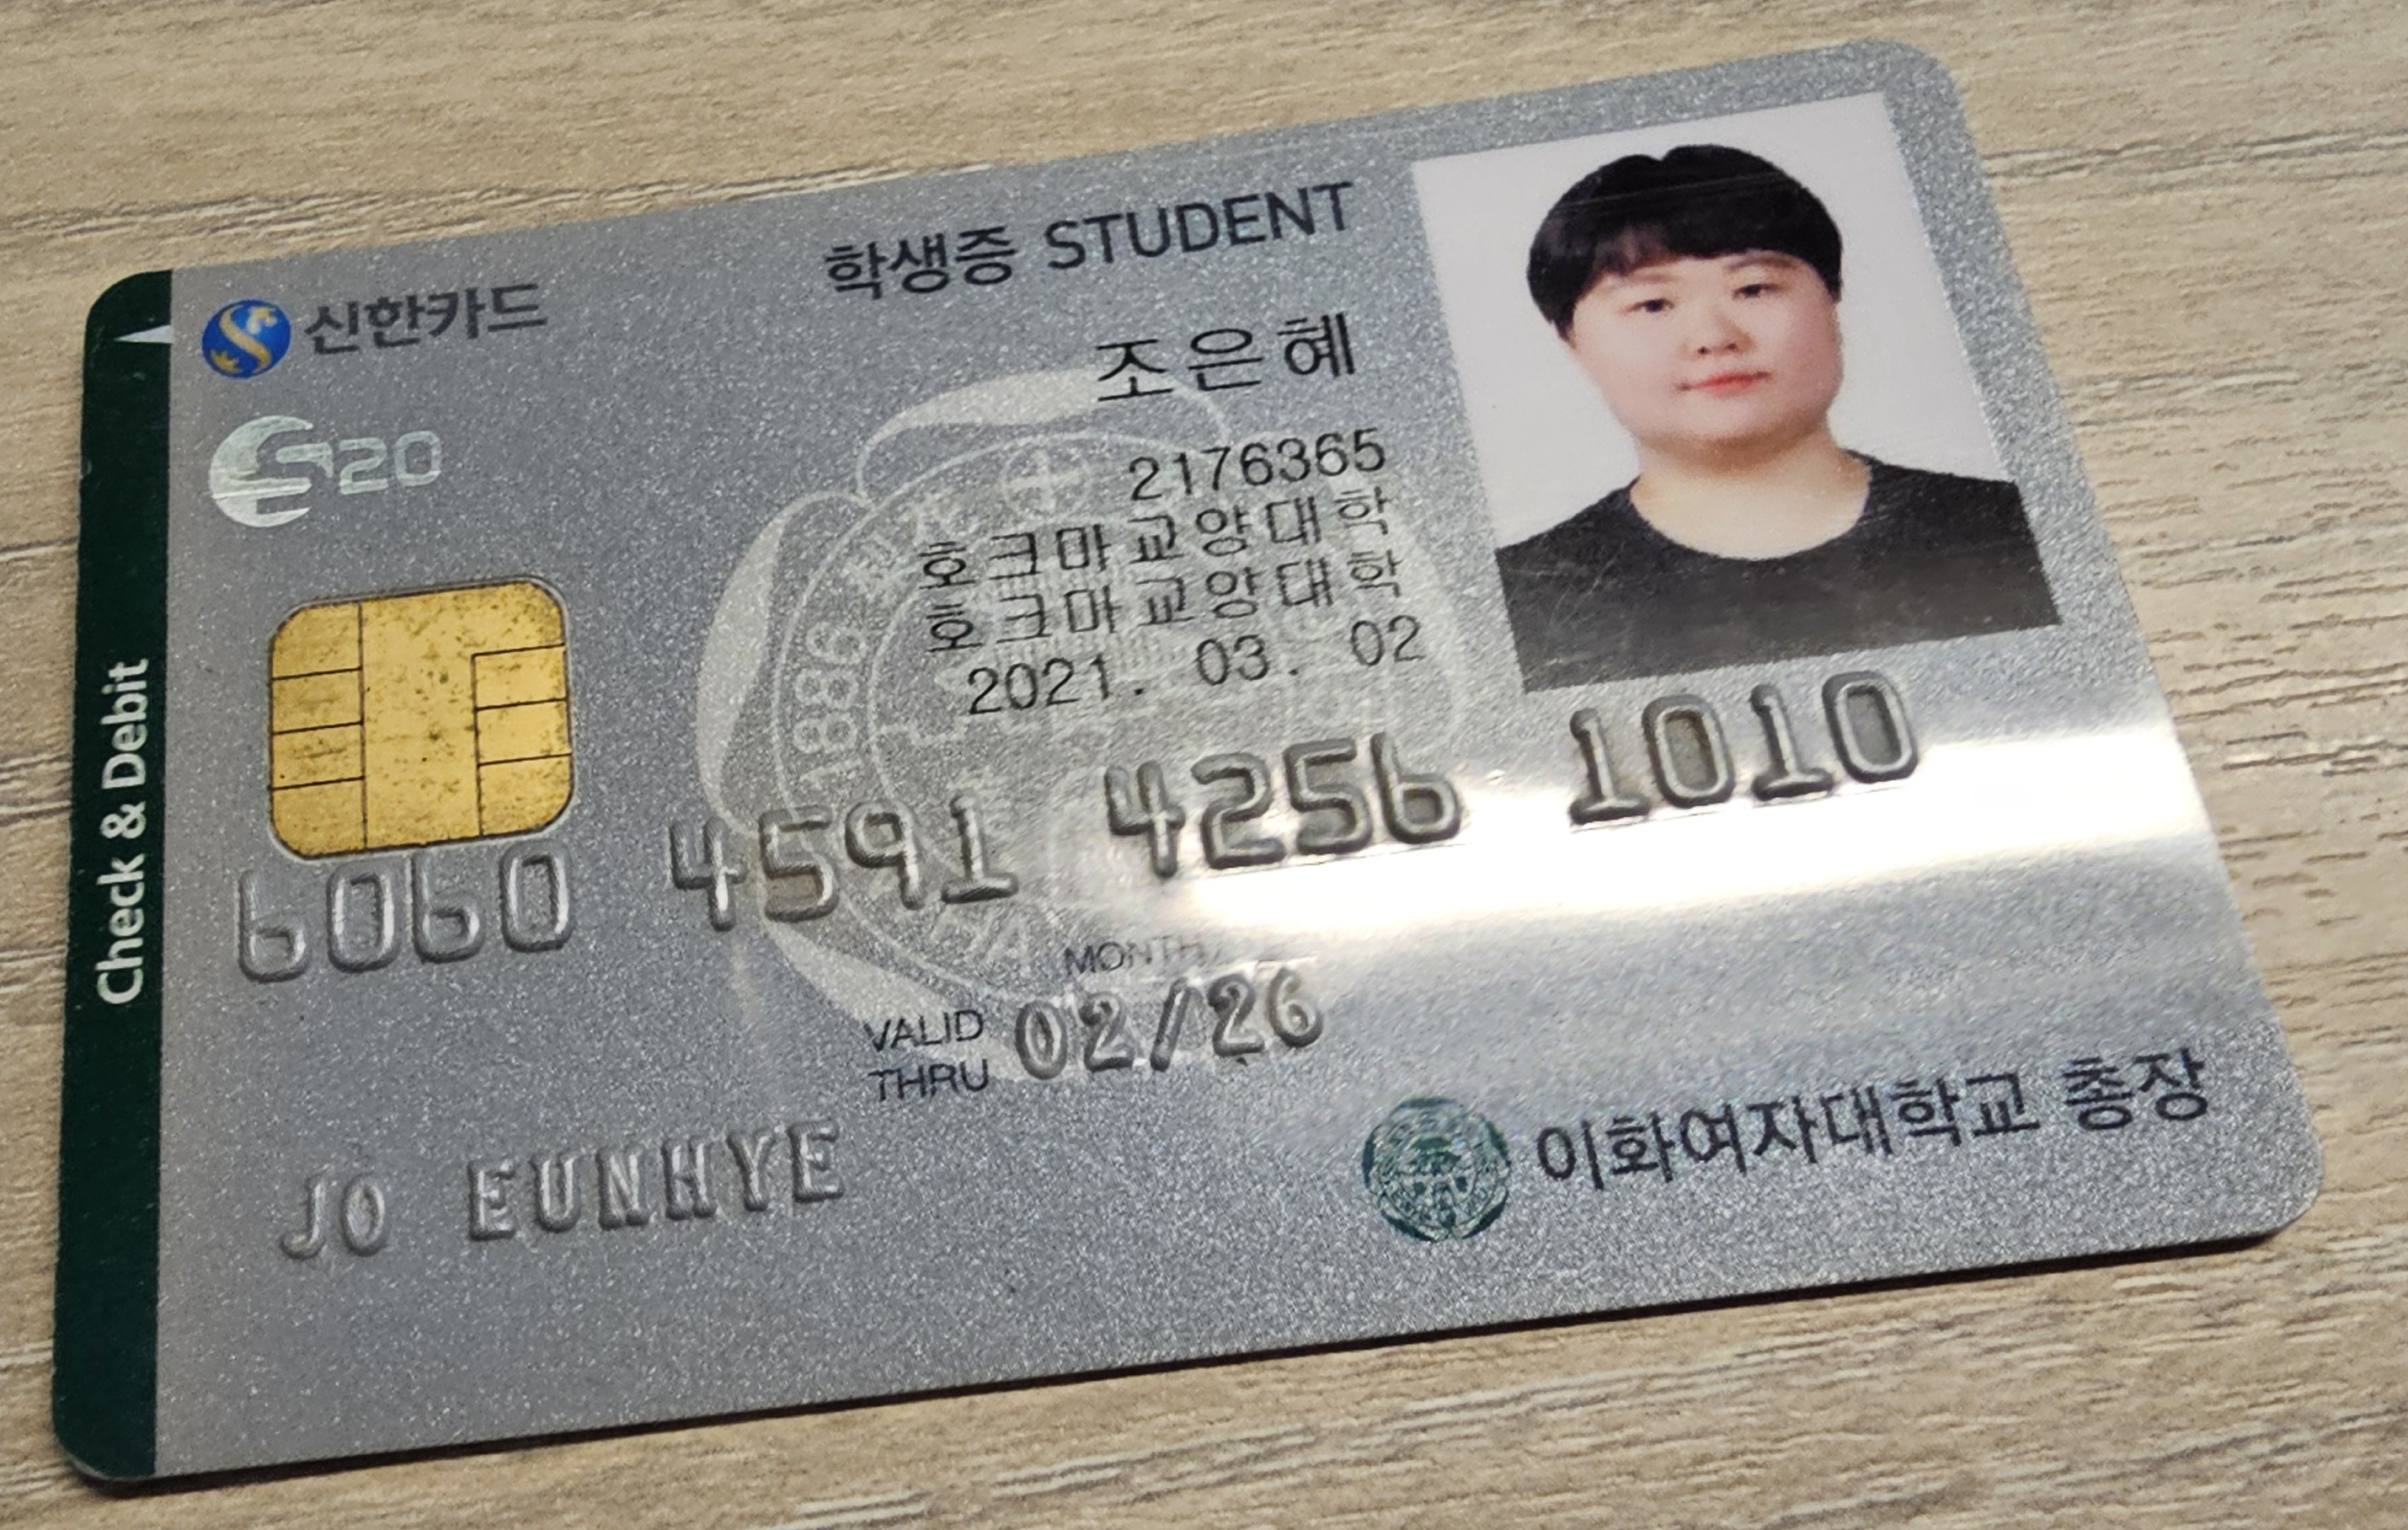 신한카드
학생증 STUDENT
조은혜
S20
2176365
호크마교양대학
호크마교양대학
2021. 03. 02
1886
Check & Debit
6060 4591 4256 1010
MONTH/
VALID THRU 02/26
JO EUNHYE
이화여자대학교 총장